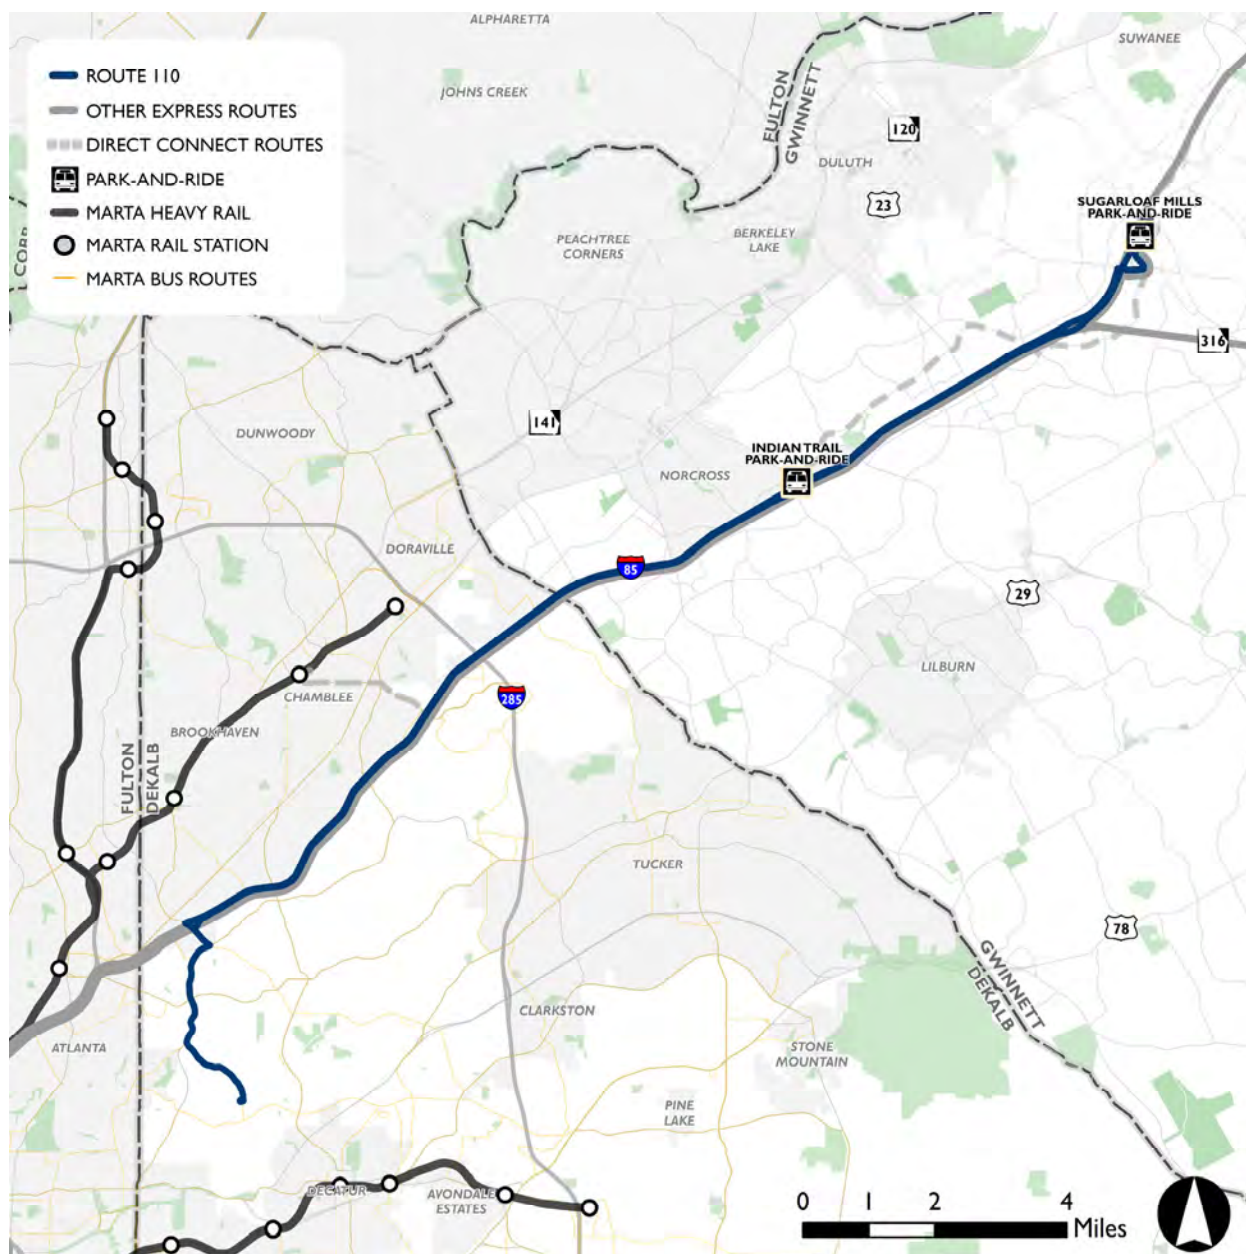 ALPHARETTA
SUWANEE
ROUTE 110
OTHER EXPRESS ROUTES
DIRECT CONNECT ROUTES
PARK-AND-RIDE
MARTA HEAVY RAIL
MARTA RAIL STATION
MARTA BUS ROUTES
JOHNS CREEK
FULTON
GWINNETT
120
DULUTH
23
SUGARLOAF MILLS
PARK-AND-RIDE
PEACHTREE
CORNERS
BERKELEY
LAKE
COBB
316
141
DUNWOODY
INDIAN TRAIL
PARK-AND-RIDE
NORCROSS
DORAVILLE
85
29
LILBURN
CHAMBLEE
285
BROOKHAVEN
FULTON
DEKALB
TUCKER
78
GWINNETT
DEKALB
CLARKSTON
ATLANTA
STONE
MOUNTAIN
PINE
LAKE
DECATUR
AVONDALE
ESTATES
0 1 2 4
Miles